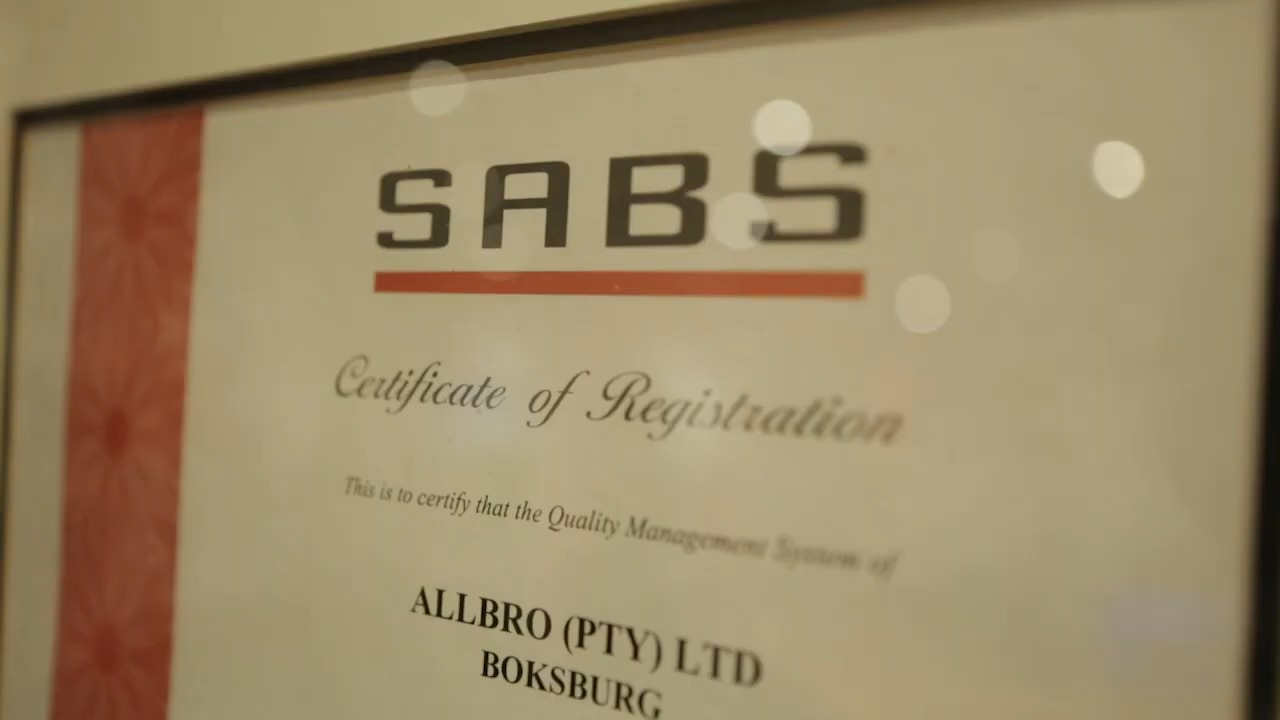 SABS
Certificate of Registration
This is to certify that the Quality Management System of
ALLBRO (PTY) LTD
BOKSBURG